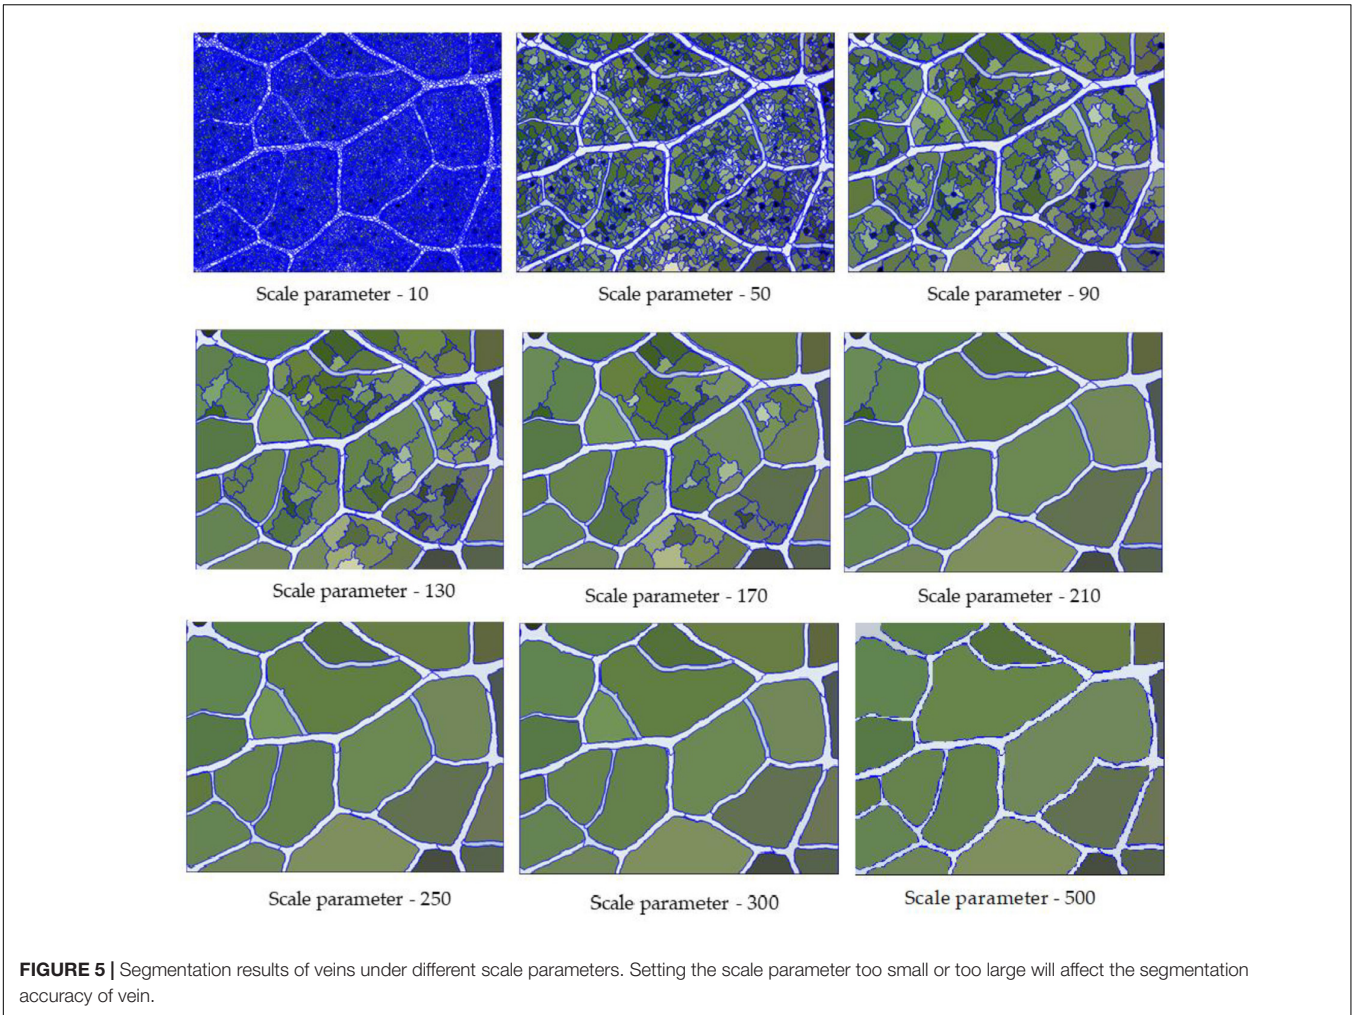 Scale parameter - 10
Scale parameter - 50
Scale parameter - 90
Scale parameter - 130
Scale parameter - 170
Scale parameter - 210
Scale parameter - 250
Scale parameter - 300
Scale parameter - 500
FIGURE 5 | Segmentation results of veins under different scale parameters. Setting the scale parameter too small or too large will affect the segmentation
accuracy of vein.